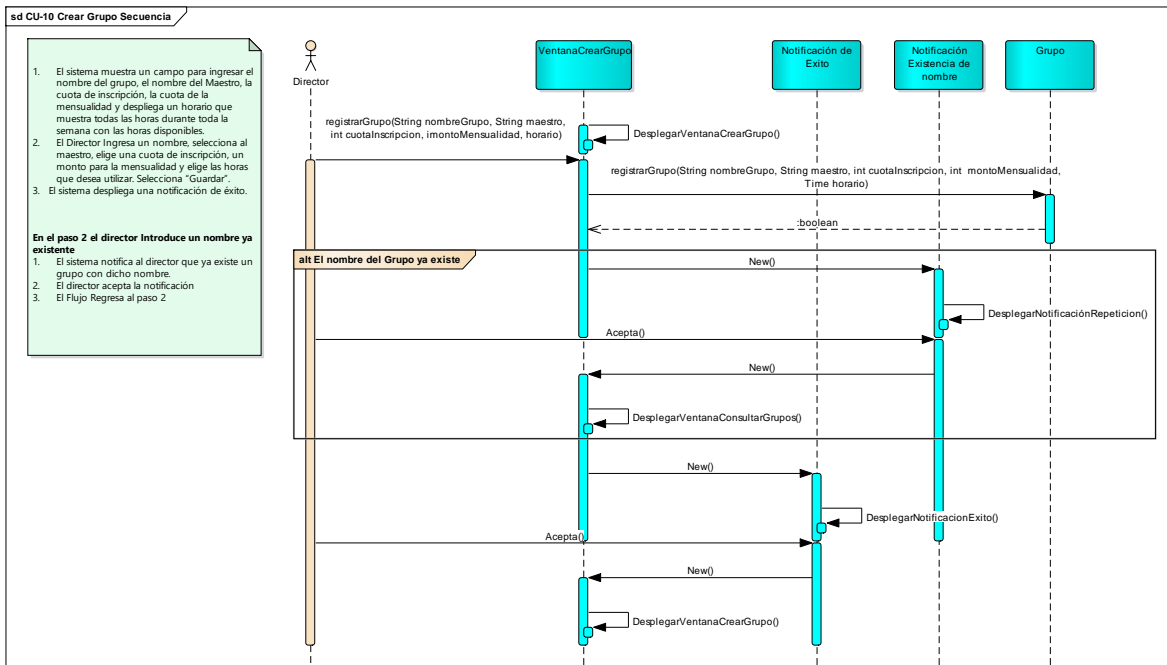 sd CU-10 Crear Grupo Secuencia
1. El sistema muestra un campo para ingresar el
nombre del grupo, el nombre del Maestro, la
cuota de inscripción, la cuota de la
mensualidad y despliega un horario que
muestra todas las horas durante toda la
semana con las horas disponibles.
2. El Director Ingresa un nombre, selecciona al
maestro, elige una cuota de inscripción, un
monto para la mensualidad y elige las horas
que desea utilizar. Selecciona "Guardar".
3. El sistema despliega una notificación de éxito.
En el paso 2 el director Introduce un nombre ya
existente
1. El sistema notifica al director que ya existe un
grupo con dicho nombre.
2. El director acepta la notificación
3. El Flujo Regresa al paso 2
Director
VentanaCrearGrupo
Notificación de
Exito
Notificación
Existencia de
nombre
Grupo
registrarGrupo(String nombreGrupo, String maestro,
int cuotaInscripcion, imontoMensualidad, horario)
DesplegarVentanaCrearGrupo()
registrarGrupo(String nombreGrupo, String maestro, int cuotaInscripcion, int montoMensualidad,
Time horario)
:boolean
alt El nombre del Grupo ya existe
New()
DesplegarNotificaciónRepeticion()
Acepta()
New()
DesplegarVentanaConsultarGrupos()
New()
DesplegarNotificacionExito()
Acepta()
New()
DesplegarVentanaCrearGrupo()